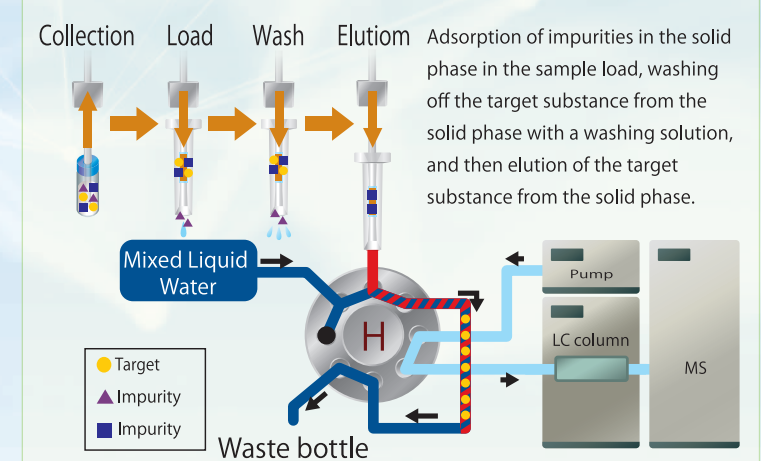 Collection Load Wash Elutiom
Adsorption of impurities in the solid
phase in the sample load, washing
off the target substance from the
solid phase with a washing solution,
and then elution of the target
substance from the solid phase.
Mixed Liquid
Water
H
Pump
LC column
MS
Target
Impurity
Impurity
Waste bottle